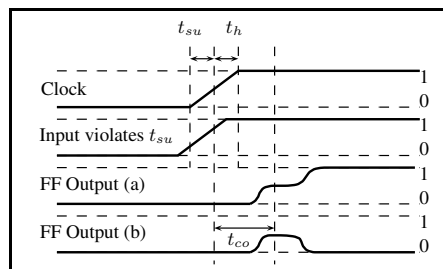 t_su t_h
Clock 1
0
Input violates t_su 1
0
FF Output (a) 1
0
FF Output (b) 1
t_co 0